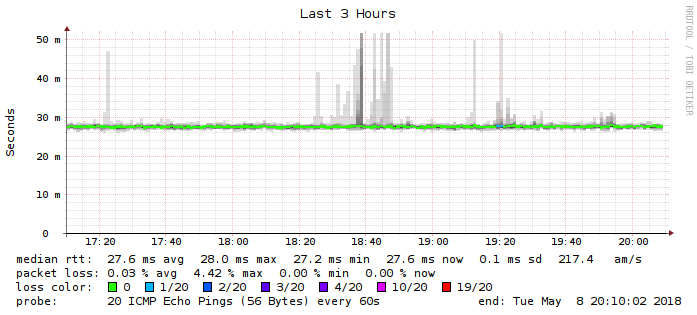 Last 3 Hours
RRDTOOL / TOBI OETIKER
Seconds
50 m
40 m
30 m
20 m
10 m
0
17:20 17:40 18:00 18:20 18:40 19:00 19:20 19:40 20:00
median rtt: 27.6 ms avg 28.0 ms max 27.2 ms min 27.6 ms now 0.1 ms sd 217.4 am/s
packet loss: 0.03 % avg 4.42 % max 0.00 % min 0.00 % now
loss color: 0 1/20 2/20 3/20 4/20 10/20 19/20
probe: 20 ICMP Echo Pings (56 Bytes) every 60s end: Tue May 8 20:10:02 2018